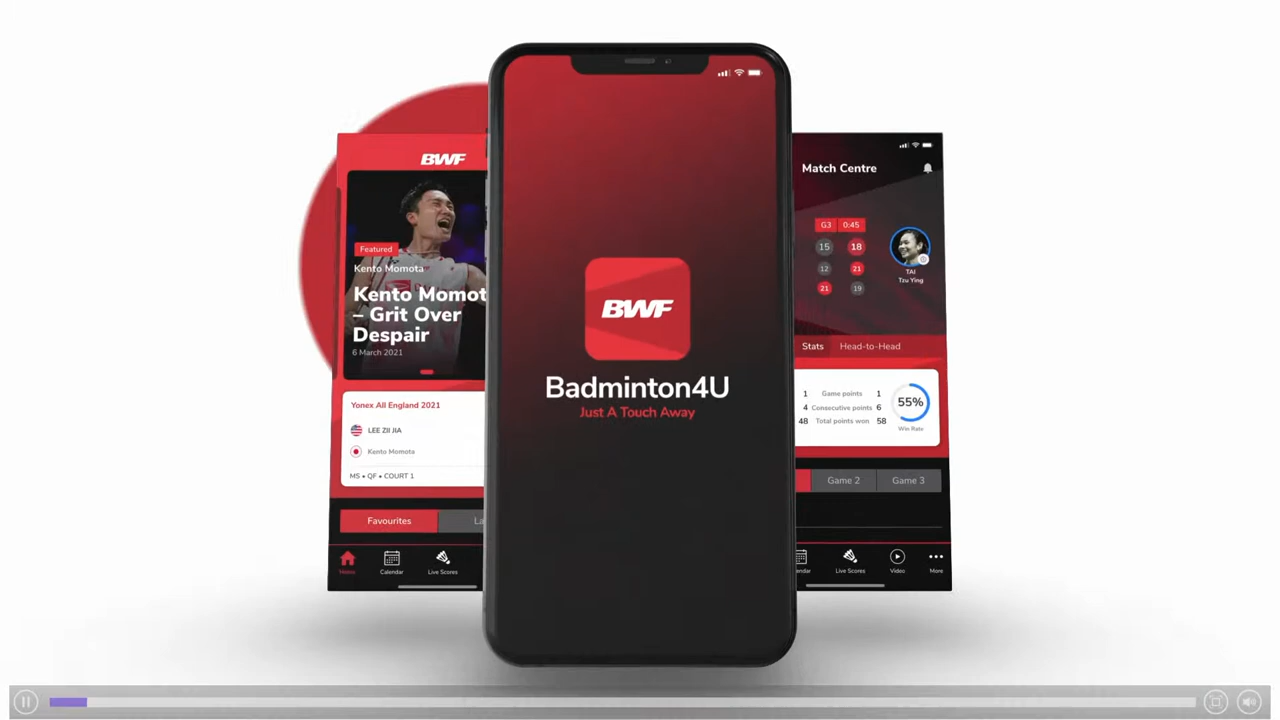 BWF
Featured
Kento Momota
Kento Momot
– Grit Over
Despair
6 March 2021
Yonex All England 2021
LEE ZII JIA
Kento Momota
MS • QF • COURT 1
Favourites
La
Home
Calendar
Live Scores
BWF
Badminton4U
Just A Touch Away
Match Centre
G3 0:45
15 18
12 21
21 19
TAI
Tzu Ying
Stats Head-to-Head
1 Game points 1
4 Consecutive points 6
48 Total points won 58
55%
Win Rate
Game 2 Game 3
endar
Live Scores
Video
More